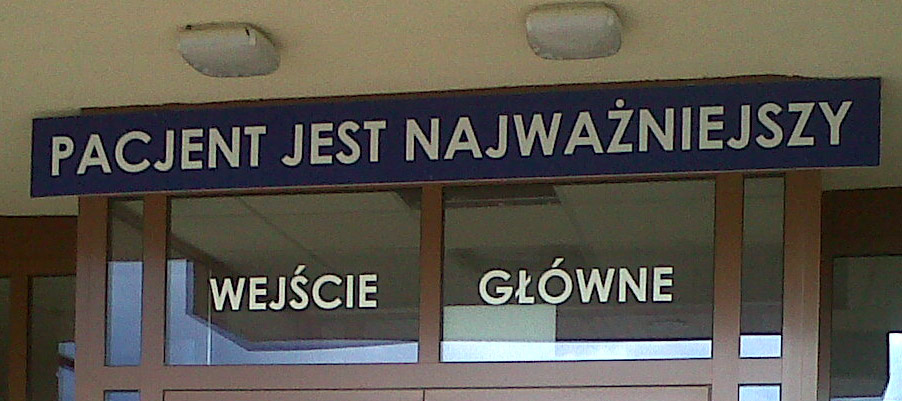 PACJENT JEST NAJWAŻNIEJSZY
WEJŚCIE GŁÓWNE